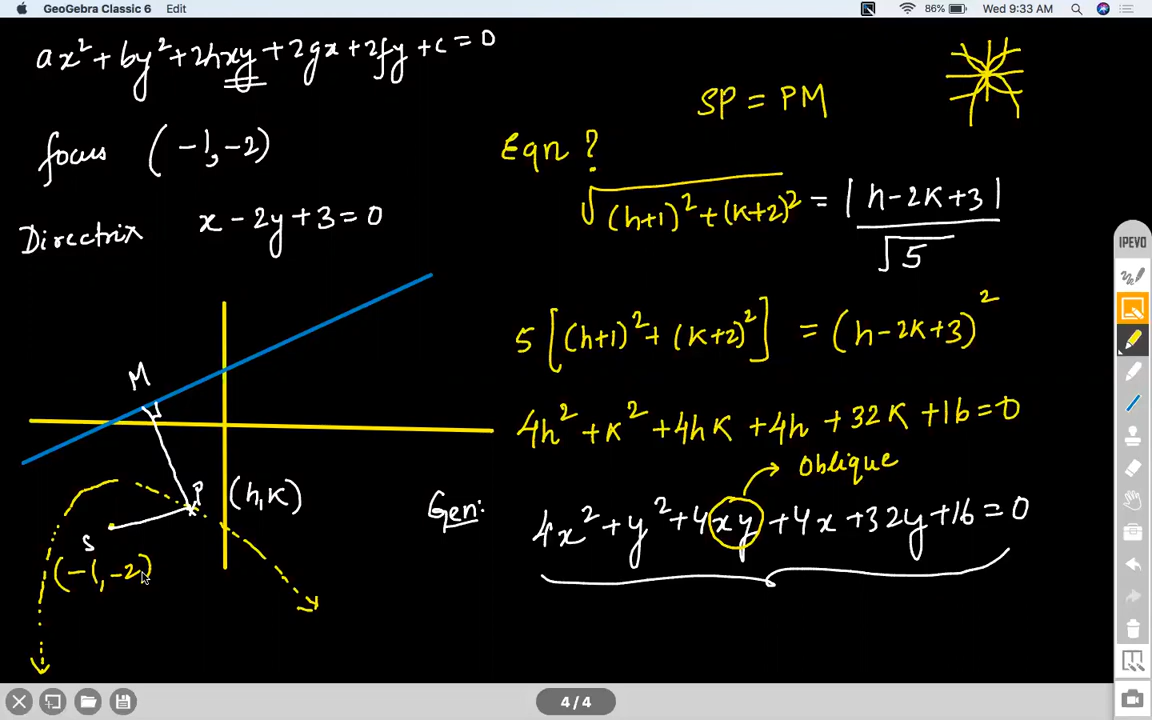 GeoGebra Classic 6 Edit
86% Wed 9:33 AM
ax² + by² + 2hxy + 2gx + 2fy + c = 0
focus (-1, -2)
Directrix x - 2y + 3 = 0
M
P (h, K)
S
(-1, -2)
SP = PM
Eqn ?
√(h+1)² + (K+2)² = |h-2K+3| / √5
5 [(h+1)² + (K+2)²] = (h-2K+3)²
4h² + K² + 4hK + 4h + 32K + 16 = 0
Oblique
Gen: 4x² + y² + 4xy + 4x + 32y + 16 = 0
IPEVO
4 / 4